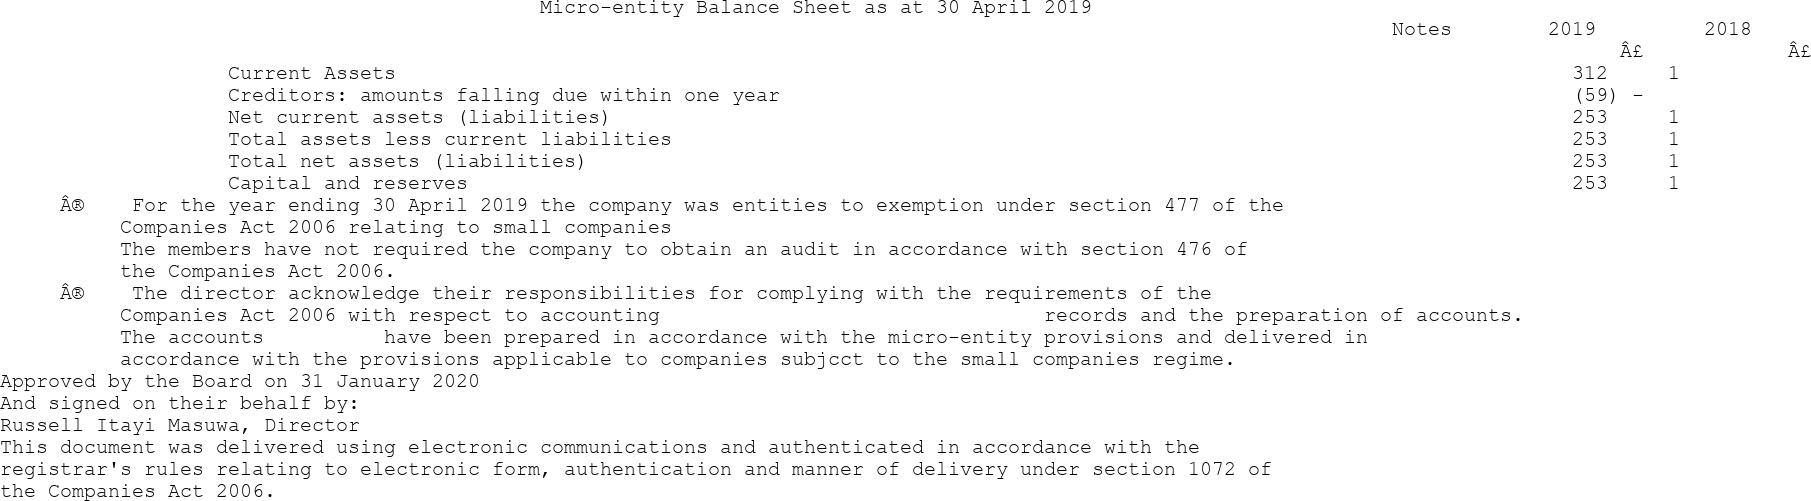 Micro-entity Balance Sheet as at 30 April 2019
Notes 2019 2018
Â£ Â£
Current Assets 312 1
Creditors: amounts falling due within one year (59) -
Net current assets (liabilities) 253 1
Total assets less current liabilities 253 1
Total net assets (liabilities) 253 1
Capital and reserves 253 1
Â® For the year ending 30 April 2019 the company was entities to exemption under section 477 of the
Companies Act 2006 relating to small companies
The members have not required the company to obtain an audit in accordance with section 476 of
the Companies Act 2006.
Â® The director acknowledge their responsibilities for complying with the requirements of the
Companies Act 2006 with respect to accounting records and the preparation of accounts.
The accounts have been prepared in accordance with the micro-entity provisions and delivered in
accordance with the provisions applicable to companies subjcct to the small companies regime.
Approved by the Board on 31 January 2020
And signed on their behalf by:
Russell Itayi Masuwa, Director
This document was delivered using electronic communications and authenticated in accordance with the
registrar's rules relating to electronic form, authentication and manner of delivery under section 1072 of
the Companies Act 2006.